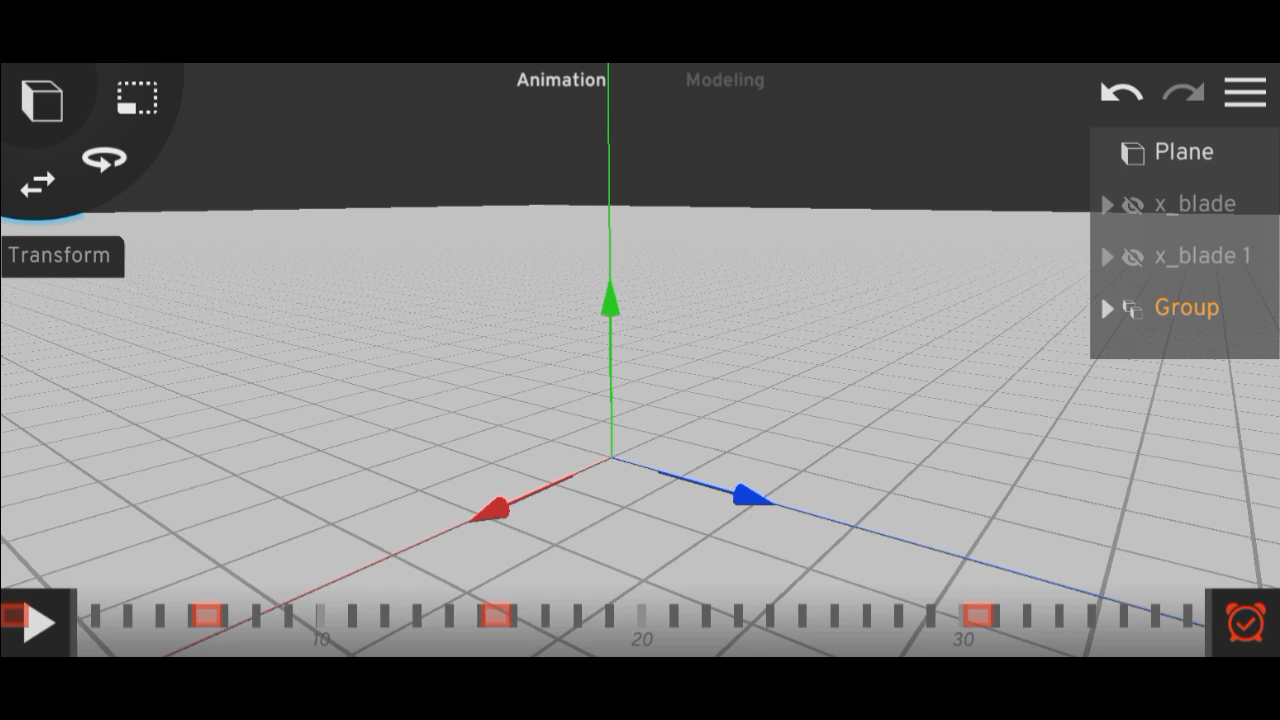 Animation
Modeling
Plane
x_blade
x_blade 1
Group
Transform
10
20
30